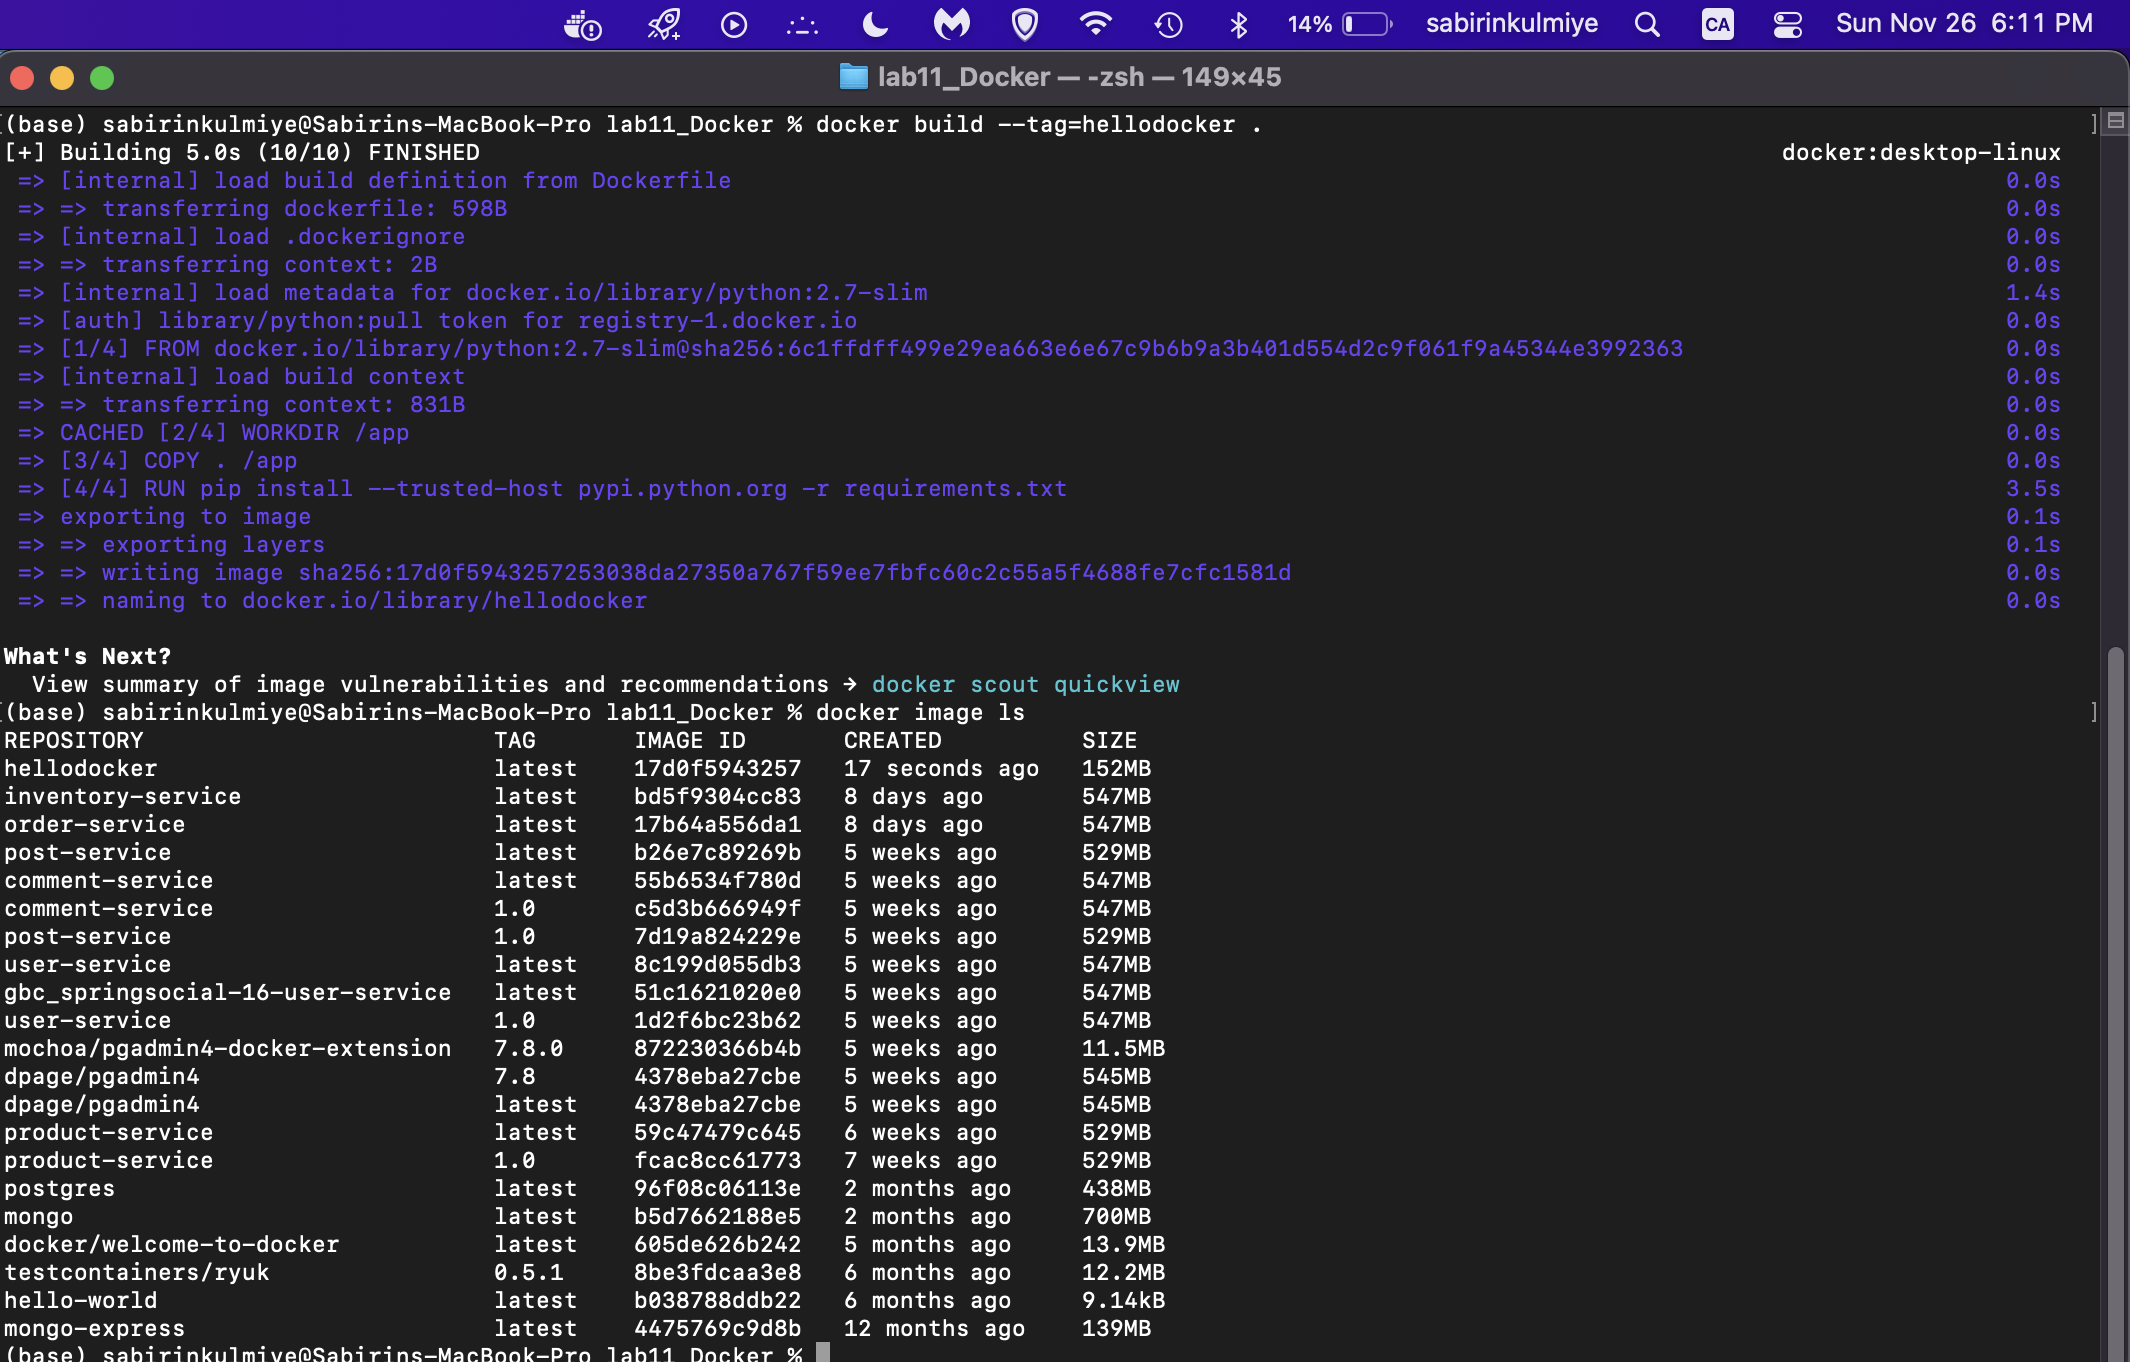 14% sabirinkulmiye CA Sun Nov 26 6:11 PM
lab11_Docker — -zsh — 149×45
(base) sabirinkulmiye@Sabirins-MacBook-Pro lab11_Docker % docker build --tag=hellodocker .
[+] Building 5.0s (10/10) FINISHED docker:desktop-linux
=> [internal] load build definition from Dockerfile 0.0s
=> => transferring dockerfile: 598B 0.0s
=> [internal] load .dockerignore 0.0s
=> => transferring context: 2B 0.0s
=> [internal] load metadata for docker.io/library/python:2.7-slim 1.4s
=> [auth] library/python:pull token for registry-1.docker.io 0.0s
=> [1/4] FROM docker.io/library/python:2.7-slim@sha256:6c1ffdff499e29ea663e6e67c9b6b9a3b401d554d2c9f061f9a45344e3992363 0.0s
=> [internal] load build context 0.0s
=> => transferring context: 831B 0.0s
=> CACHED [2/4] WORKDIR /app 0.0s
=> [3/4] COPY . /app 0.0s
=> [4/4] RUN pip install --trusted-host pypi.python.org -r requirements.txt 3.5s
=> exporting to image 0.1s
=> => exporting layers 0.1s
=> => writing image sha256:17d0f5943257253038da27350a767f59ee7fbfc60c2c55a5f4688fe7cfc1581d 0.0s
=> => naming to docker.io/library/hellodocker 0.0s
What's Next?
View summary of image vulnerabilities and recommendations → docker scout quickview
(base) sabirinkulmiye@Sabirins-MacBook-Pro lab11_Docker % docker image ls
REPOSITORY TAG IMAGE ID CREATED SIZE
hellodocker latest 17d0f5943257 17 seconds ago 152MB
inventory-service latest bd5f9304cc83 8 days ago 547MB
order-service latest 17b64a556da1 8 days ago 547MB
post-service latest b26e7c89269b 5 weeks ago 529MB
comment-service latest 55b6534f780d 5 weeks ago 547MB
comment-service 1.0 c5d3b666949f 5 weeks ago 547MB
post-service 1.0 7d19a824229e 5 weeks ago 529MB
user-service latest 8c199d055db3 5 weeks ago 547MB
gbc_springsocial-16-user-service latest 51c1621020e0 5 weeks ago 547MB
user-service 1.0 1d2f6bc23b62 5 weeks ago 547MB
mochoa/pgadmin4-docker-extension 7.8.0 872230366b4b 5 weeks ago 11.5MB
dpage/pgadmin4 7.8 4378eba27cbe 5 weeks ago 545MB
dpage/pgadmin4 latest 4378eba27cbe 5 weeks ago 545MB
product-service latest 59c47479c645 6 weeks ago 529MB
product-service 1.0 fcac8cc61773 7 weeks ago 529MB
postgres latest 96f08c06113e 2 months ago 438MB
mongo latest b5d7662188e5 2 months ago 700MB
docker/welcome-to-docker latest 605de626b242 5 months ago 13.9MB
testcontainers/ryuk 0.5.1 8be3fdcaa3e8 6 months ago 12.2MB
hello-world latest b038788ddb22 6 months ago 9.14kB
mongo-express latest 4475769c9d8b 12 months ago 139MB
(base) sabirinkulmiye@Sabirins-MacBook-Pro lab11_Docker %